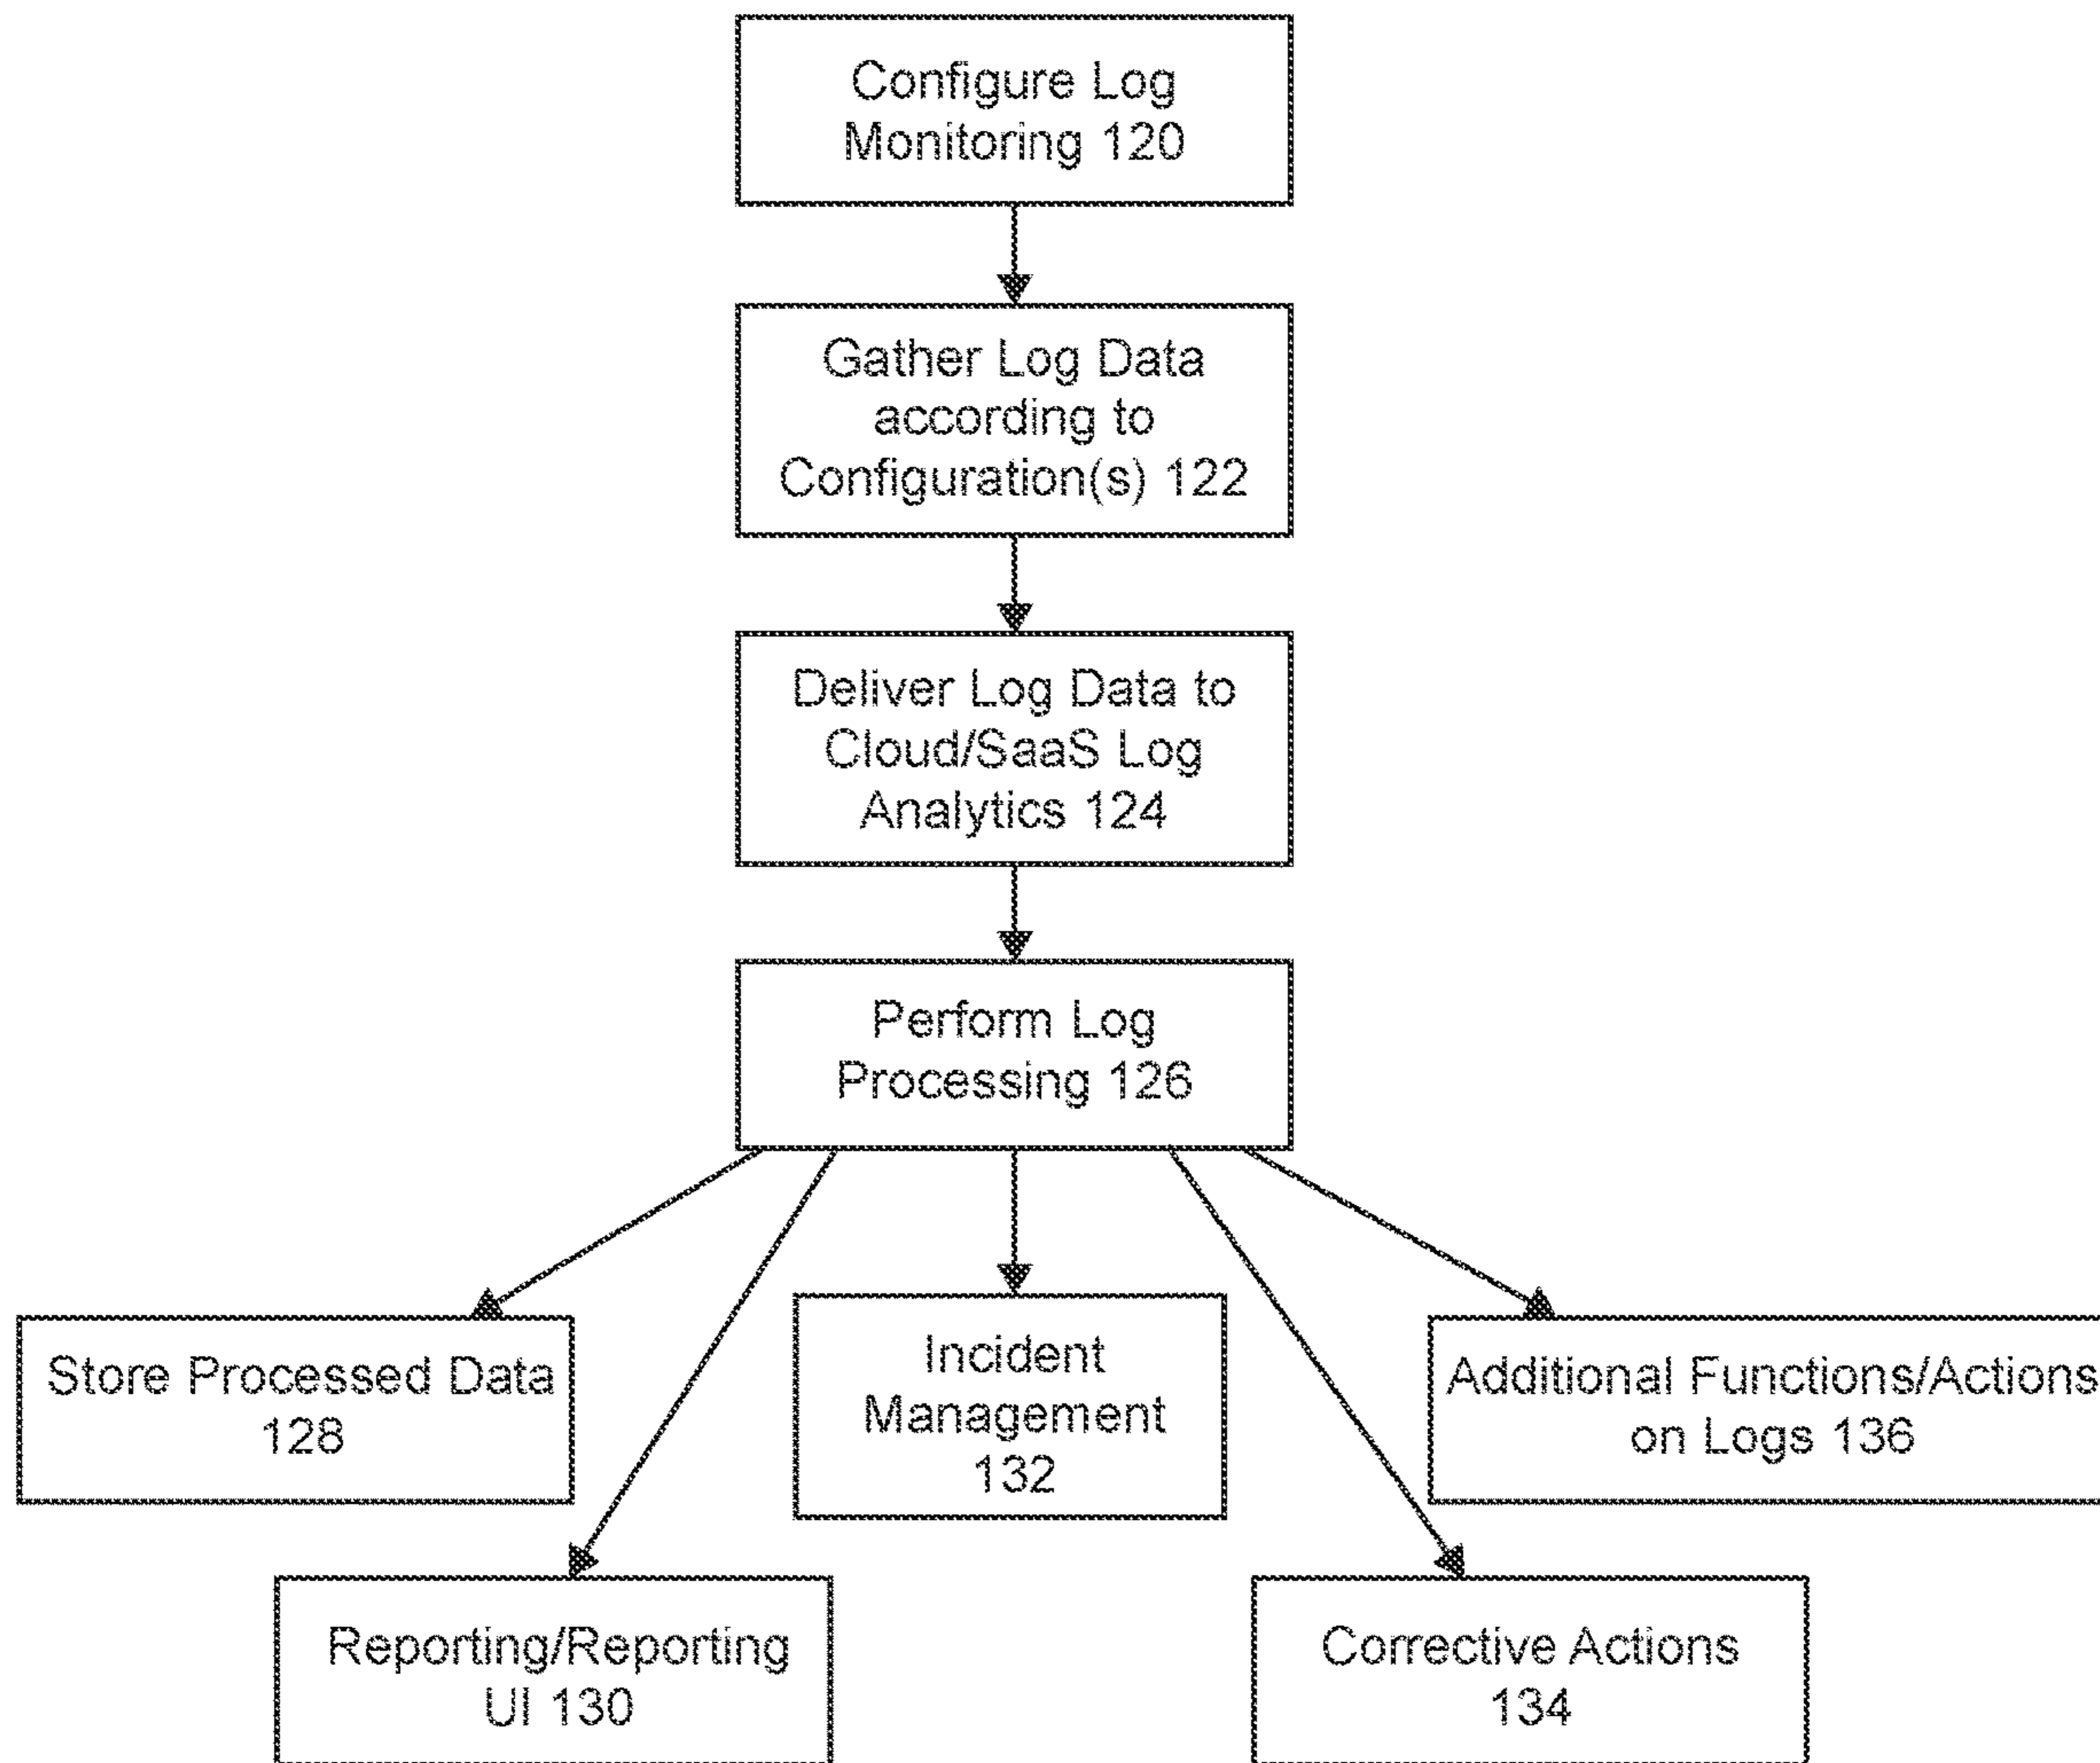 Configure Log
Monitoring 120
Gather Log Data
according to
Configuration(s) 122
Deliver Log Data to
Cloud/SaaS Log
Analytics 124
Perform Log
Processing 126
Store Processed Data
128
Incident
Management
132
Additional Functions/Actions
on Logs 136
Reporting/Reporting
UI 130
Corrective Actions
134